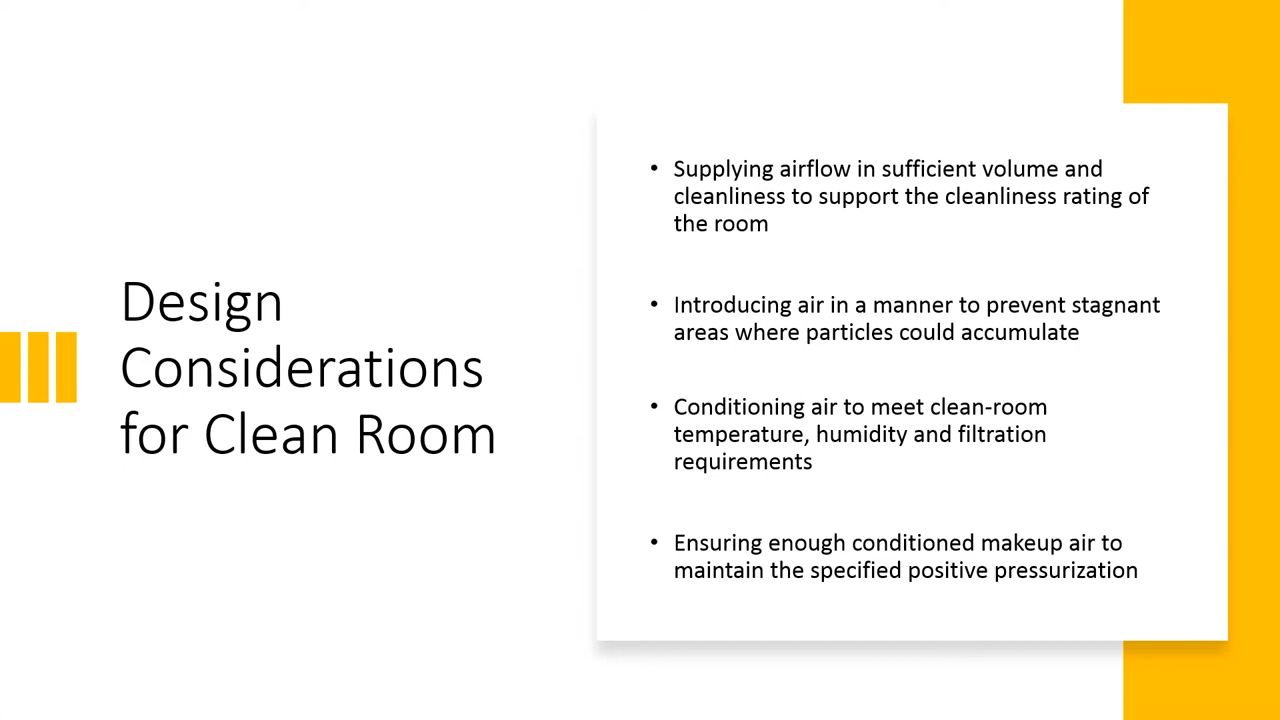 Design
Considerations
for Clean Room
• Supplying airflow in sufficient volume and
cleanliness to support the cleanliness rating of
the room
• Introducing air in a manner to prevent stagnant
areas where particles could accumulate
• Conditioning air to meet clean-room
temperature, humidity and filtration
requirements
• Ensuring enough conditioned makeup air to
maintain the specified positive pressurization